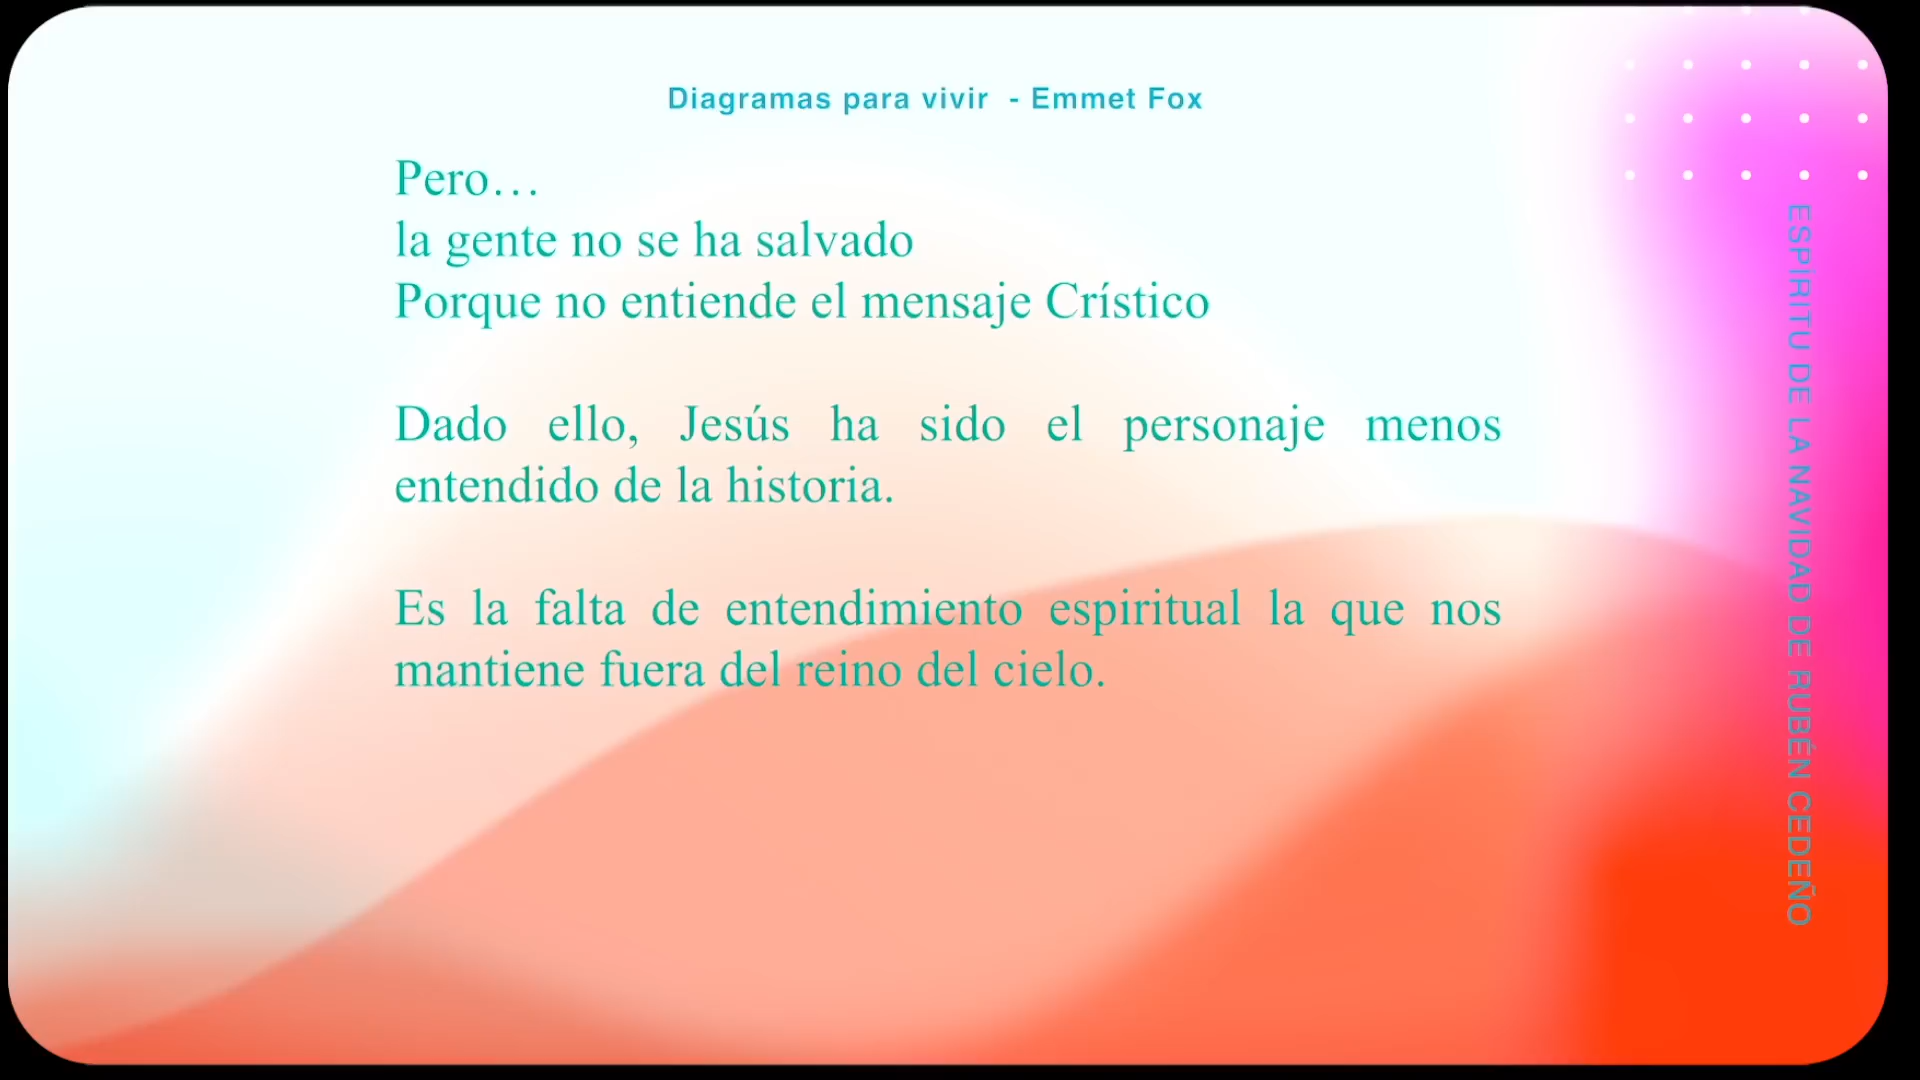 Diagramas para vivir - Emmet Fox
Pero…
la gente no se ha salvado
Porque no entiende el mensaje Crístico
Dado ello, Jesús ha sido el personaje menos
entendido de la historia.
Es la falta de entendimiento espiritual la que nos
mantiene fuera del reino del cielo.
ESPIRITU DE LA NAVIDAD DE RUBÉN CEDEÑO